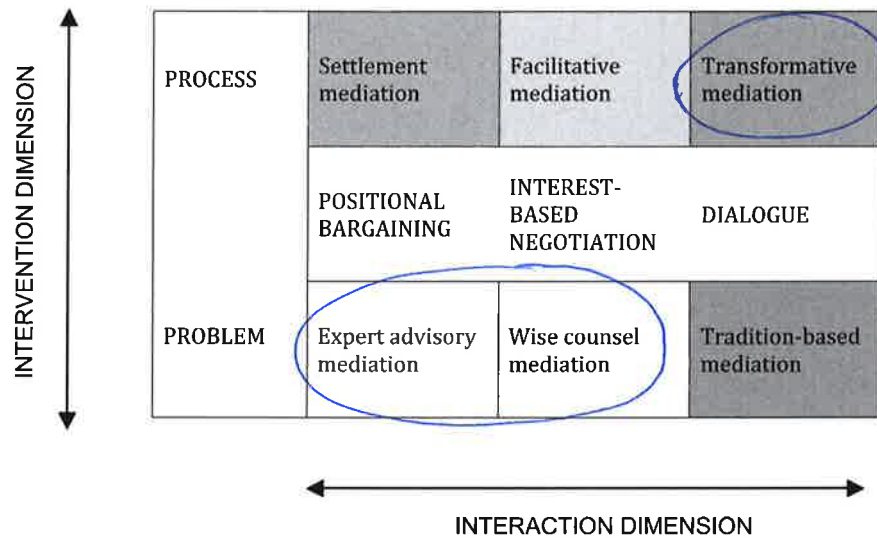 INTERVENTION DIMENSION
PROCESS
Settlement
mediation
Facilitative
mediation
Transformative
mediation
POSITIONAL
BARGAINING
INTEREST-
BASED
NEGOTIATION
DIALOGUE
PROBLEM
Expert advisory
mediation
Wise counsel
mediation
Tradition-based
mediation
INTERACTION DIMENSION